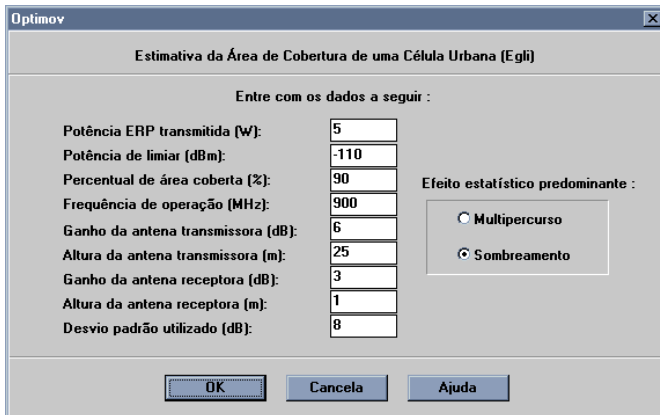 Optimov
Estimativa da Área de Cobertura de uma Célula Urbana (Egli)
Entre com os dados a seguir :
Potência ERP transmitida (W): 5
Potência de limiar (dBm): -110
Percentual de área coberta (%): 90
Frequência de operação (MHz): 900
Ganho da antena transmissora (dB): 6
Altura da antena transmissora (m): 25
Ganho da antena receptora (dB): 3
Altura da antena receptora (m): 1
Desvio padrão utilizado (dB): 8
Efeito estatístico predominante :
Multipercurso
Sombreamento
OK Cancela Ajuda